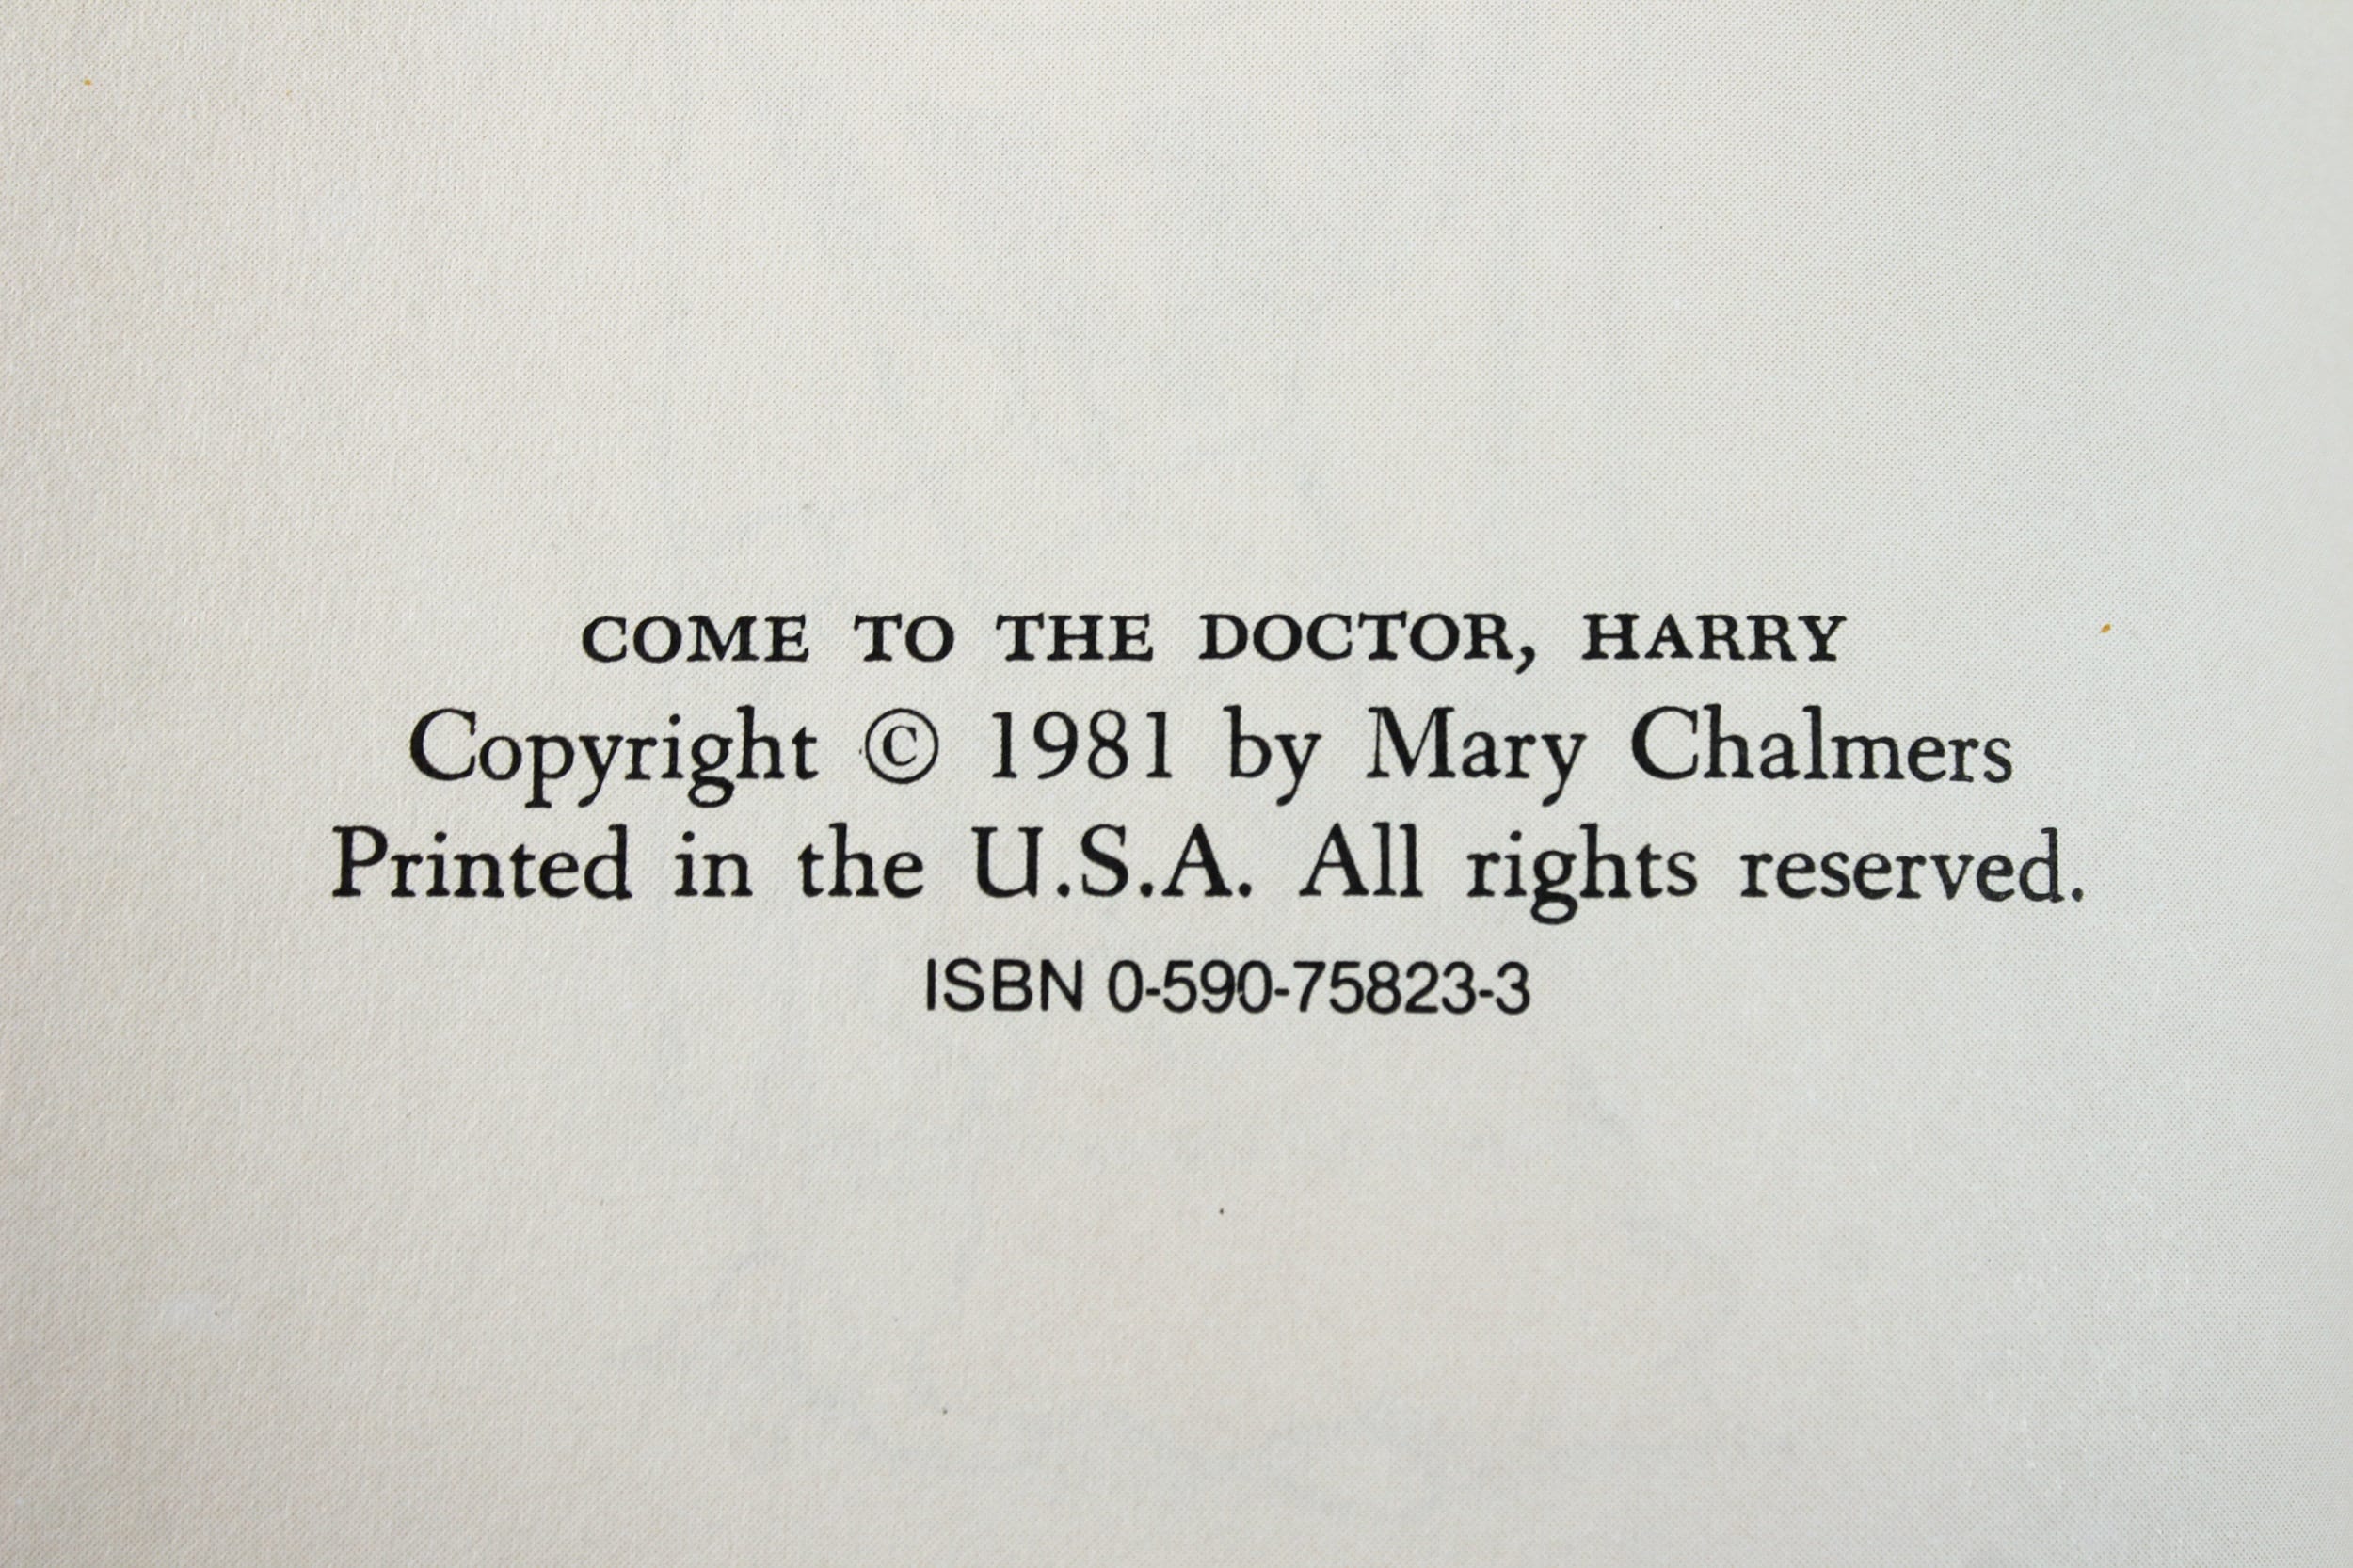 COME TO THE DOCTOR, HARRY
Copyright © 1981 by Mary Chalmers
Printed in the U.S.A. All rights reserved.
ISBN 0-590-75823-3